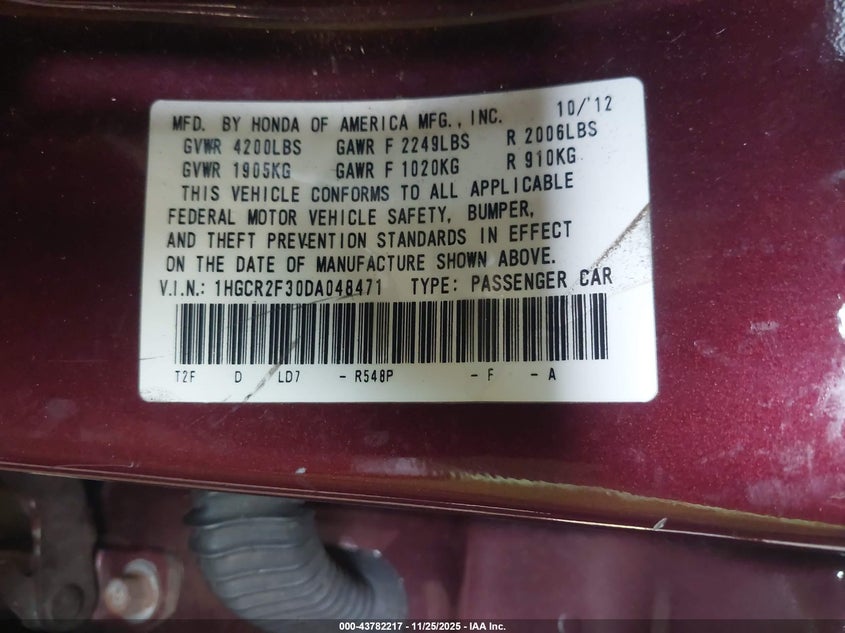 MFD. BY HONDA OF AMERICA MFG., INC. 10/'12
GVWR 4200LBS GAWR F 2249LBS R 2006LBS
GVWR 1905KG GAWR F 1020KG R 910KG
THIS VEHICLE CONFORMS TO ALL APPLICABLE
FEDERAL MOTOR VEHICLE SAFETY, BUMPER,
AND THEFT PREVENTION STANDARDS IN EFFECT
ON THE DATE OF MANUFACTURE SHOWN ABOVE.
V.I.N.: 1HGCR2F30DA048471 TYPE: PASSENGER CAR
T2F D LD7 - R548P - F - A
000-43782217 - 11/25/2025 - IAA Inc.